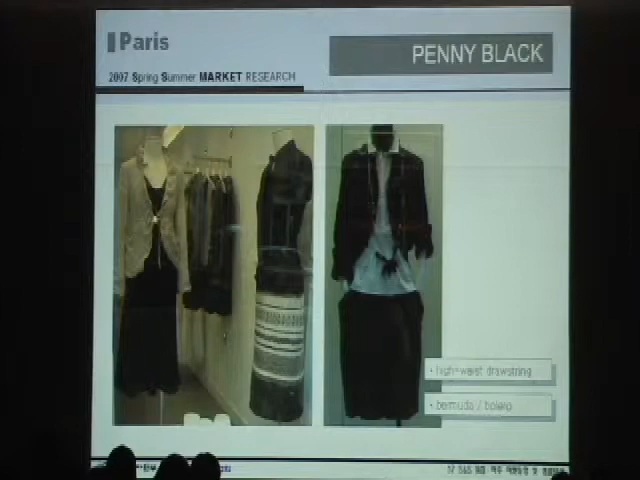 Paris
PENNY BLACK
2007 Spring Summer MARKET RESEARCH
• high-waist drawstring
• bermuda / bolero